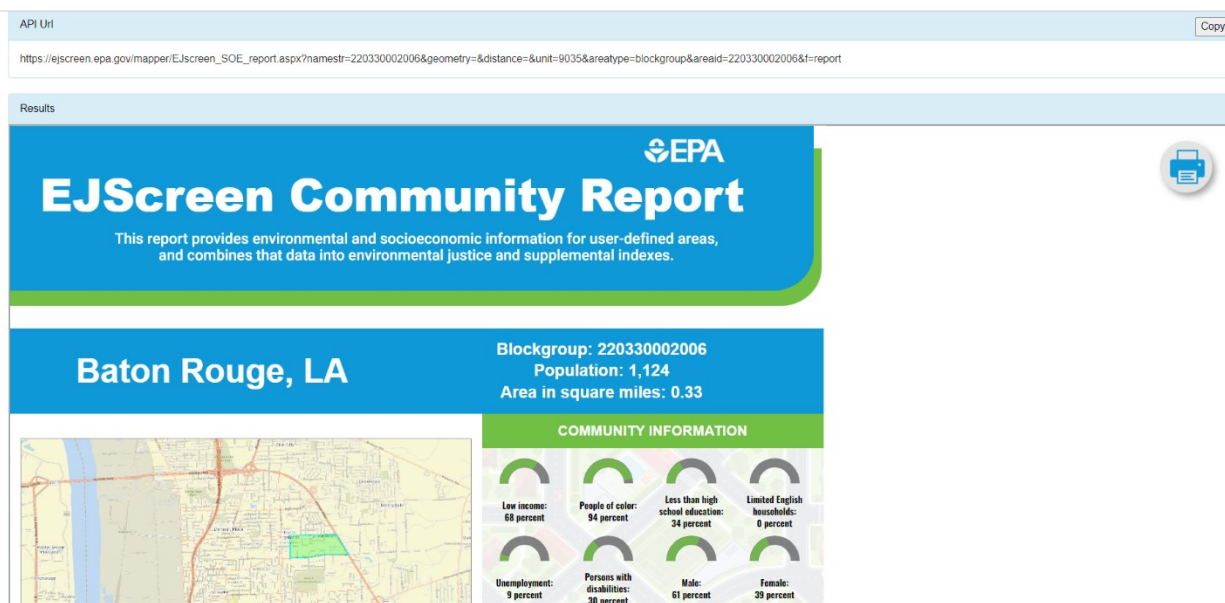 API Url
Copy
https://ejscreen.epa.gov/mapper/EJscreen_SOE_report.aspx?namestr=220330002006&geometry=&distance=&unit=9035&areatype=blockgroup&areaid=220330002006&f=report
Results
EPA
EJScreen Community Report
This report provides environmental and socioeconomic information for user-defined areas,
and combines that data into environmental justice and supplemental indexes.
Baton Rouge, LA
Blockgroup: 220330002006
Population: 1,124
Area in square miles: 0.33
COMMUNITY INFORMATION
Low income:
68 percent
People of color:
94 percent
Less than high
school education:
34 percent
Limited English
households:
0 percent
Unemployment:
9 percent
Persons with
disabilities:
30 percent
Male:
61 percent
Female:
39 percent